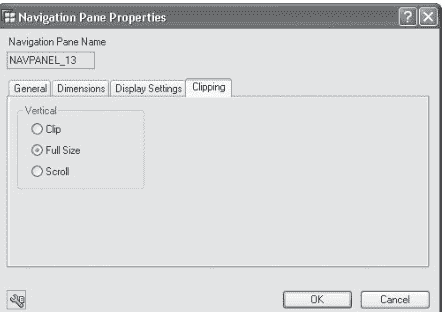 Navigation Pane Properties
Navigation Pane Name
NAVPANEL_13
General Dimensions Display Settings Clipping
Vertical
Clip
Full Size
Scroll
OK Cancel